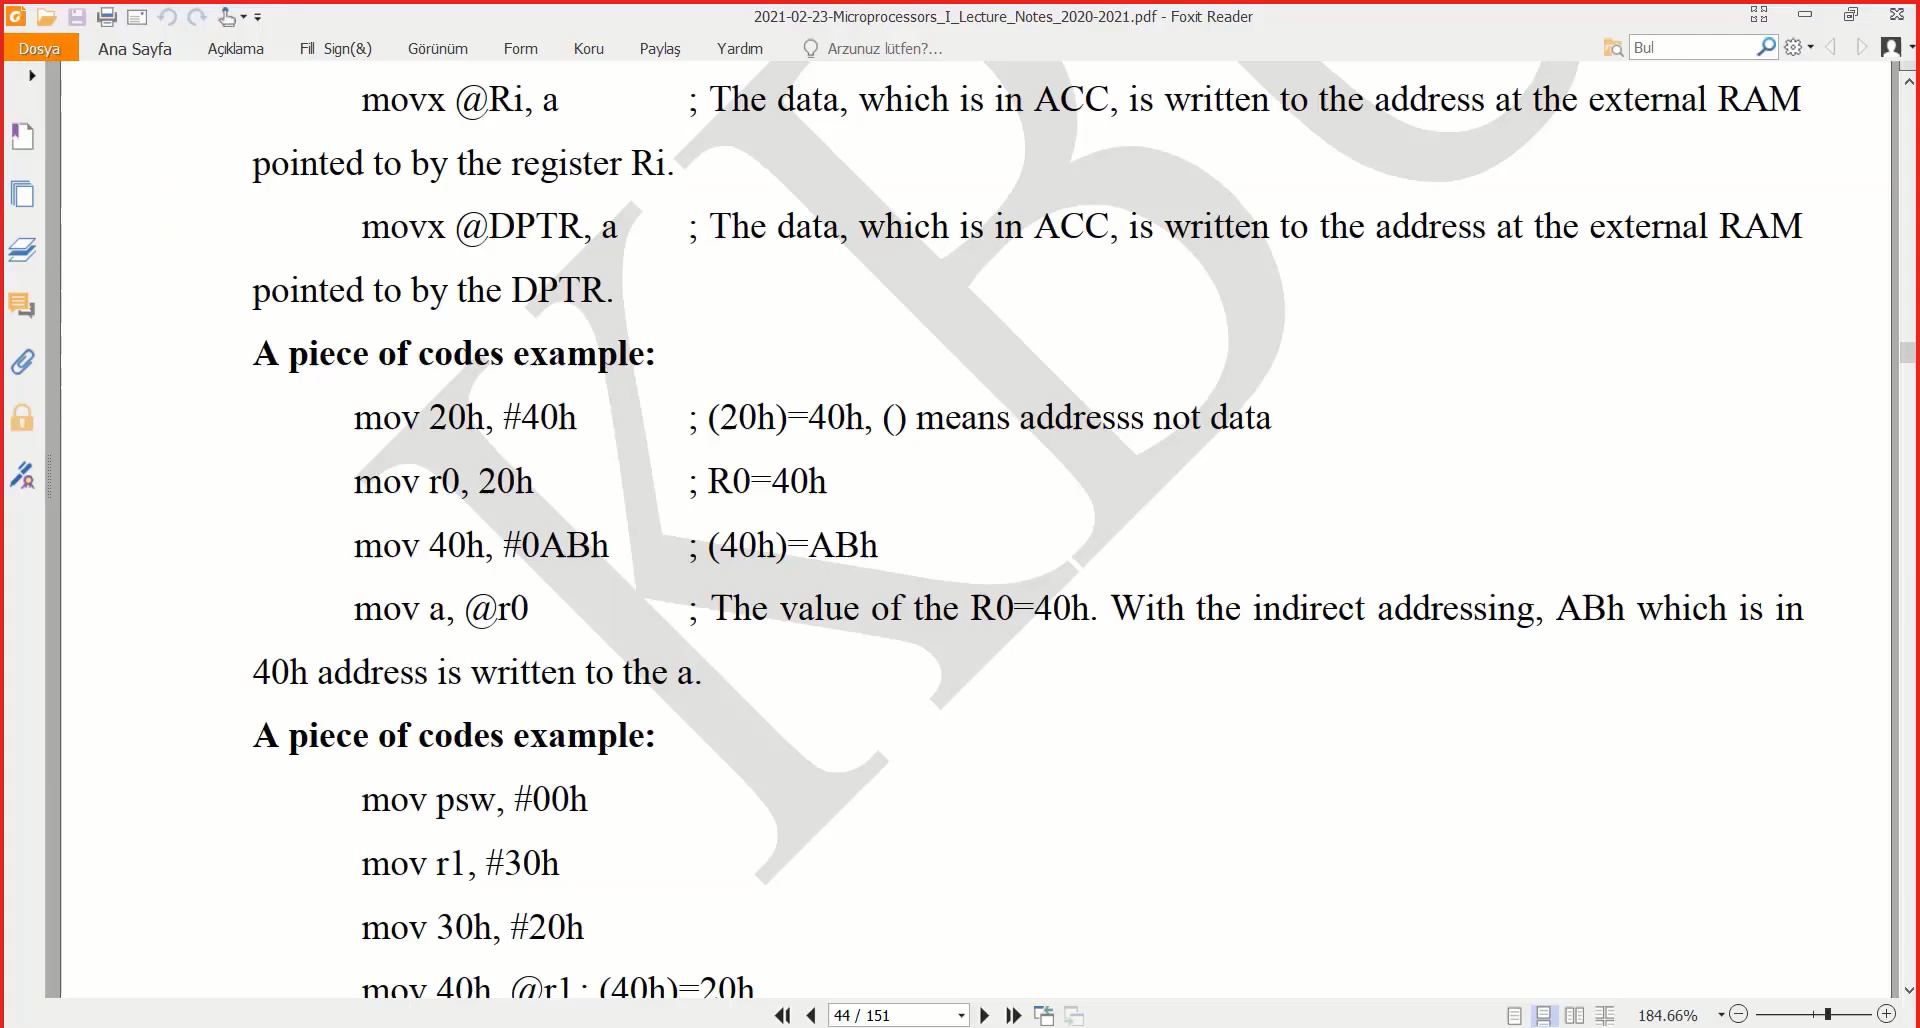 2021-02-23-Microprocessors_I_Lecture_Notes_2020-2021.pdf - Foxit Reader
Dosya Ana Sayfa Açıklama Fill Sign(&) Görünüm Form Koru Paylaş Yardım Arzunuz lütfen?... Bul
movx @Ri, a ; The data, which is in ACC, is written to the address at the external RAM
pointed to by the register Ri.
movx @DPTR, a ; The data, which is in ACC, is written to the address at the external RAM
pointed to by the DPTR.
A piece of codes example:
mov 20h, #40h ; (20h)=40h, () means addresss not data
mov r0, 20h ; R0=40h
mov 40h, #0ABh ; (40h)=ABh
mov a, @r0 ; The value of the R0=40h. With the indirect addressing, ABh which is in
40h address is written to the a.
A piece of codes example:
mov psw, #00h
mov r1, #30h
mov 30h, #20h
mov 40h, @r1; (40h)=20h
44 / 151 184.66%